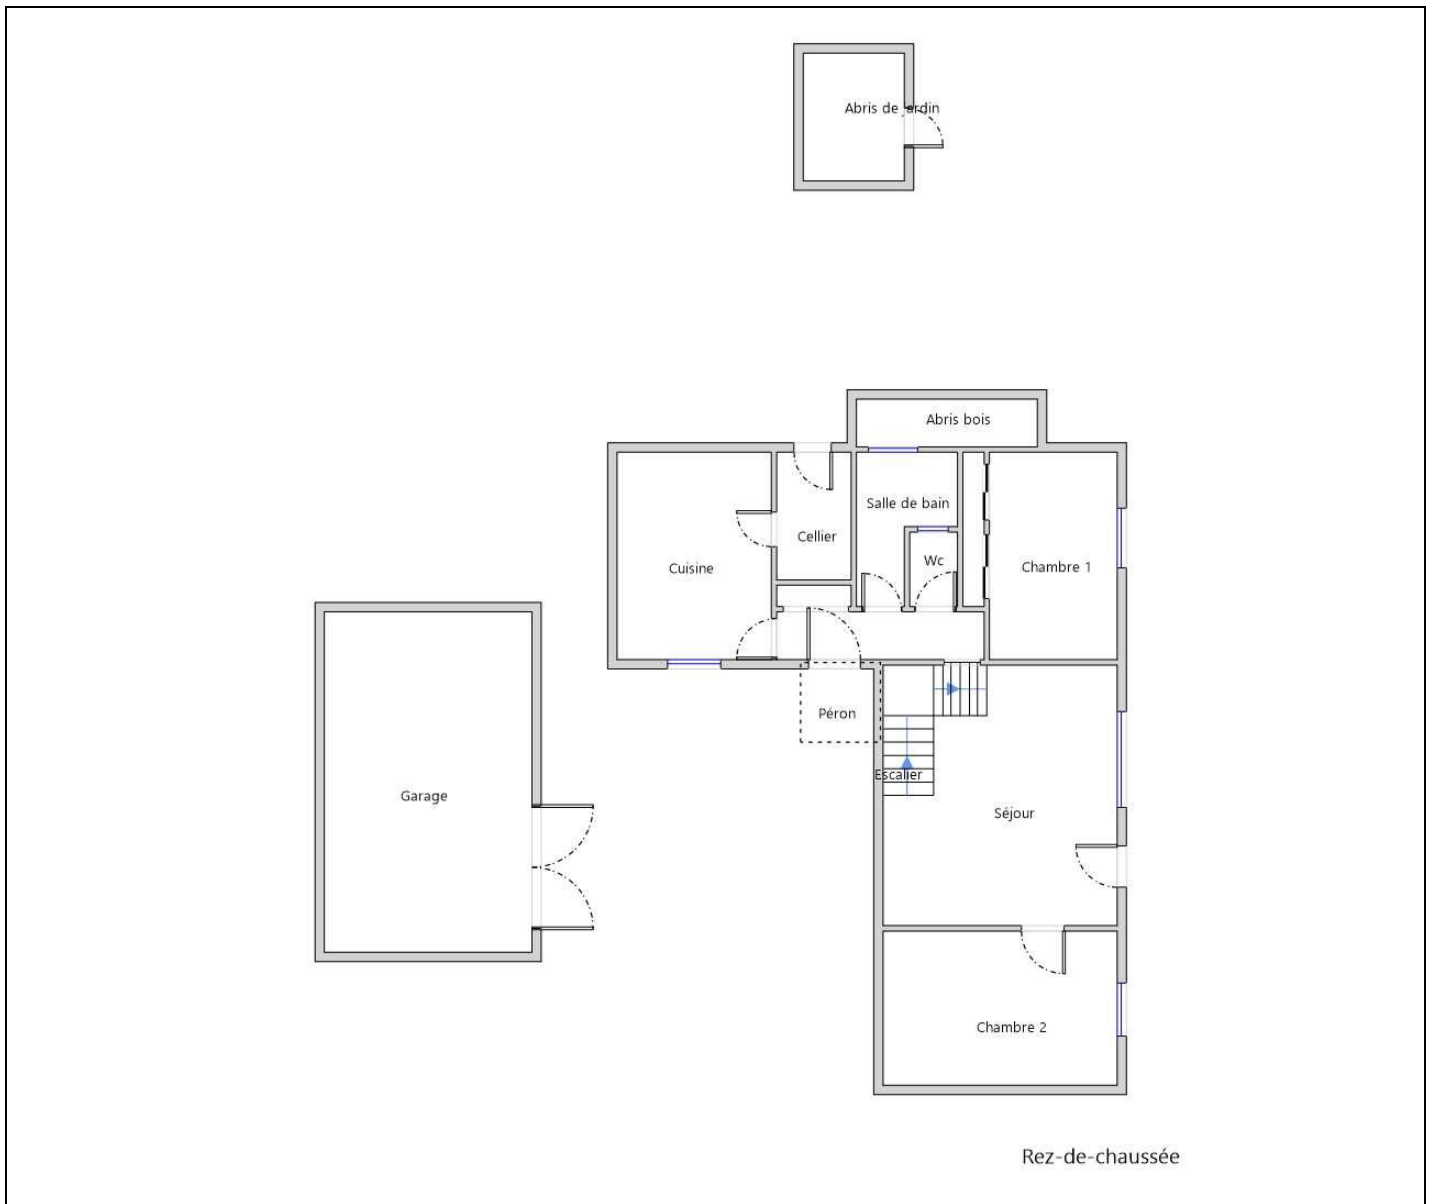 Abris de jardin
Abris bois
Salle de bain
Cellier
Wc
Cuisine
Chambre 1
Péron
Escalier
Garage
Séjour
Chambre 2
Rez-de-chaussée